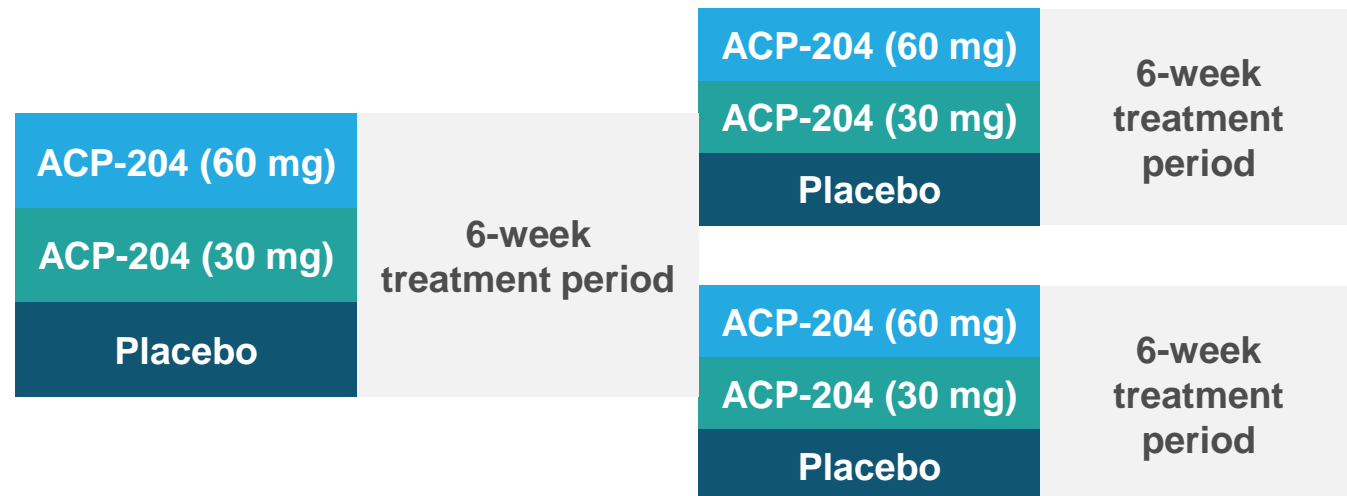 ACP-204 (60 mg)
ACP-204 (30 mg)
Placebo
6-week
treatment period
ACP-204 (60 mg)
ACP-204 (30 mg)
Placebo
6-week
treatment
period
ACP-204 (60 mg)
ACP-204 (30 mg)
Placebo
6-week
treatment
period